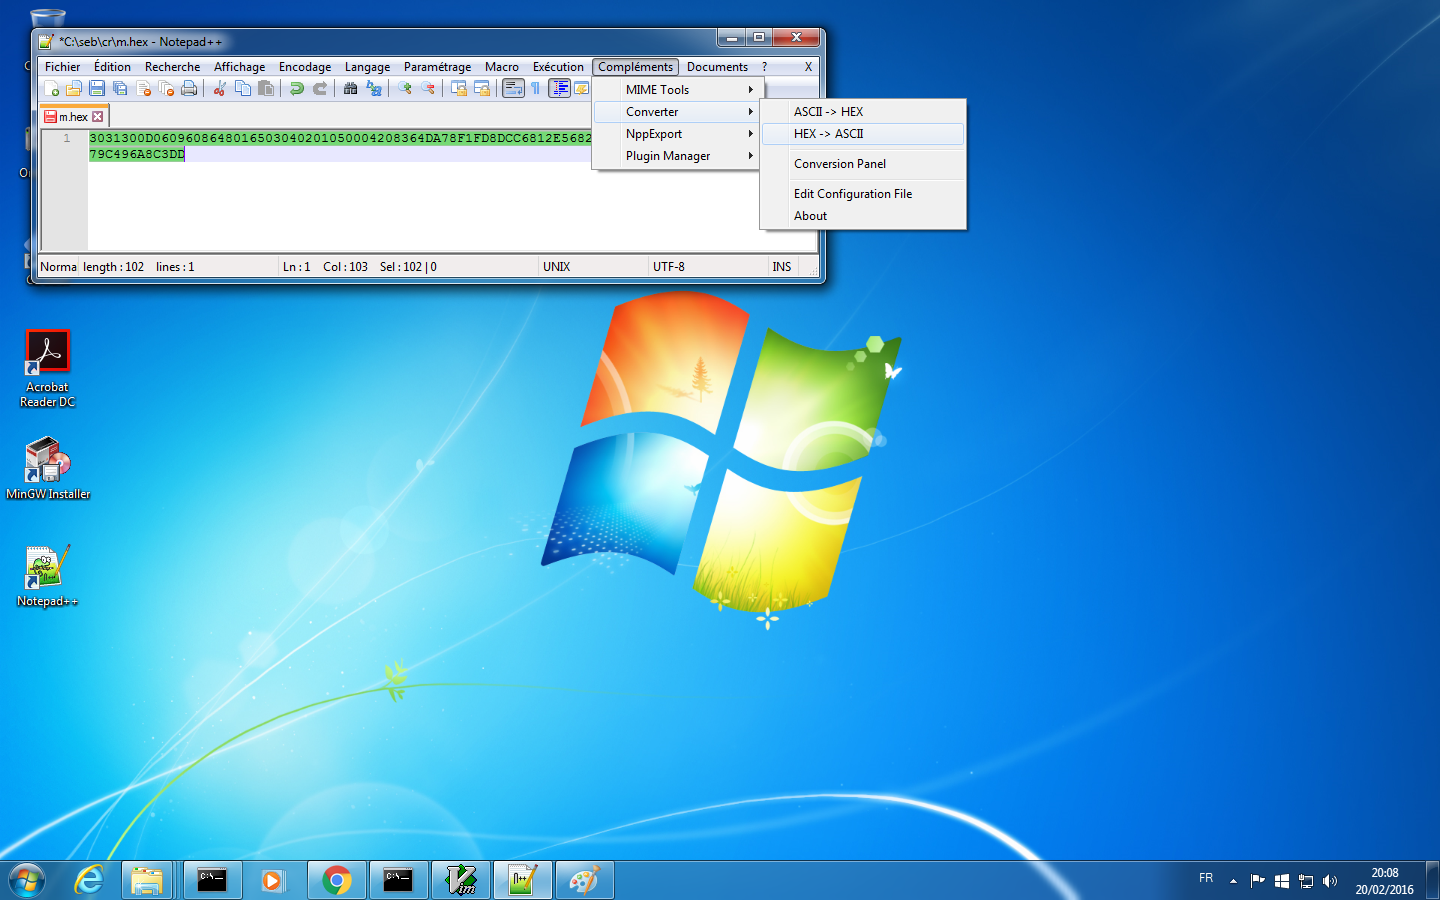 *C:\seb\cr\m.hex - Notepad++
Fichier Édition Recherche Affichage Encodage Langage Paramétrage Macro Exécution Compléments Documents ? X
MIME Tools
m.hex
Converter
ASCII -> HEX
1 3031300D0609608648016503040201050004208364DA78F1FD8DCC6812E5682
NppExport
HEX -> ASCII
79C496A8C3DD
Plugin Manager
Conversion Panel
Edit Configuration File
About
Norma length : 102 lines : 1 Ln : 1 Col : 103 Sel : 102 | 0 UNIX UTF-8 INS
Acrobat
Reader DC
MinGW Installer
Notepad++
C:\
C:\
Vim
FR
20:08
20/02/2016